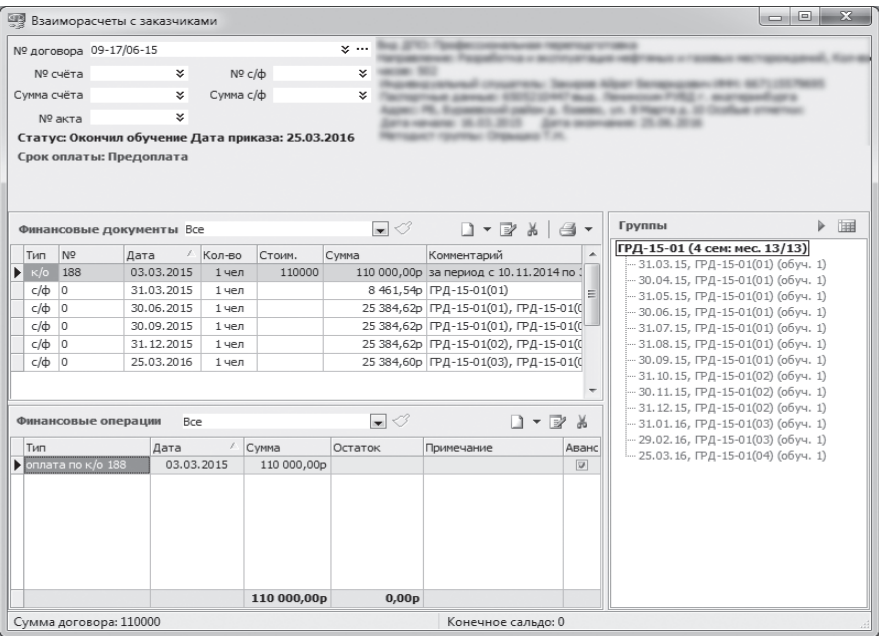 Взаиморасчеты с заказчиками
№ договора 09-17/06-15
№ счёта № с/ф
Сумма счёта Сумма с/ф
№ акта
Статус: Окончил обучение Дата приказа: 25.03.2016
Срок оплаты: Предоплата
Финансовые документы Все
Тип № Дата Кол-во Стоим. Сумма Комментарий
к/о 188 03.03.2015 1 чел 110000 110 000,00р за период с 10.11.2014 по
с/ф 0 31.03.2015 1 чел 8 461,54р ГРД-15-01(01)
с/ф 0 30.06.2015 1 чел 25 384,62р ГРД-15-01(01), ГРД-15-01(0
с/ф 0 30.09.2015 1 чел 25 384,62р ГРД-15-01(01), ГРД-15-01(0
с/ф 0 31.12.2015 1 чел 25 384,62р ГРД-15-01(02), ГРД-15-01(0
с/ф 0 25.03.2016 1 чел 25 384,60р ГРД-15-01(03), ГРД-15-01(0
Финансовые операции Все
Тип Дата Сумма Остаток Примечание Аванс
оплата по к/о 188 03.03.2015 110 000,00р
110 000,00р 0,00р
Группы
ГРД-15-01 (4 сем: мес. 13/13)
31.03.15, ГРД-15-01(01) (обуч. 1)
30.04.15, ГРД-15-01(01) (обуч. 1)
31.05.15, ГРД-15-01(01) (обуч. 1)
30.06.15, ГРД-15-01(01) (обуч. 1)
31.07.15, ГРД-15-01(01) (обуч. 1)
31.08.15, ГРД-15-01(01) (обуч. 1)
30.09.15, ГРД-15-01(01) (обуч. 1)
31.10.15, ГРД-15-01(02) (обуч. 1)
30.11.15, ГРД-15-01(02) (обуч. 1)
31.12.15, ГРД-15-01(02) (обуч. 1)
31.01.16, ГРД-15-01(03) (обуч. 1)
29.02.16, ГРД-15-01(03) (обуч. 1)
25.03.16, ГРД-15-01(04) (обуч. 1)
Сумма договора: 110000 Конечное сальдо: 0